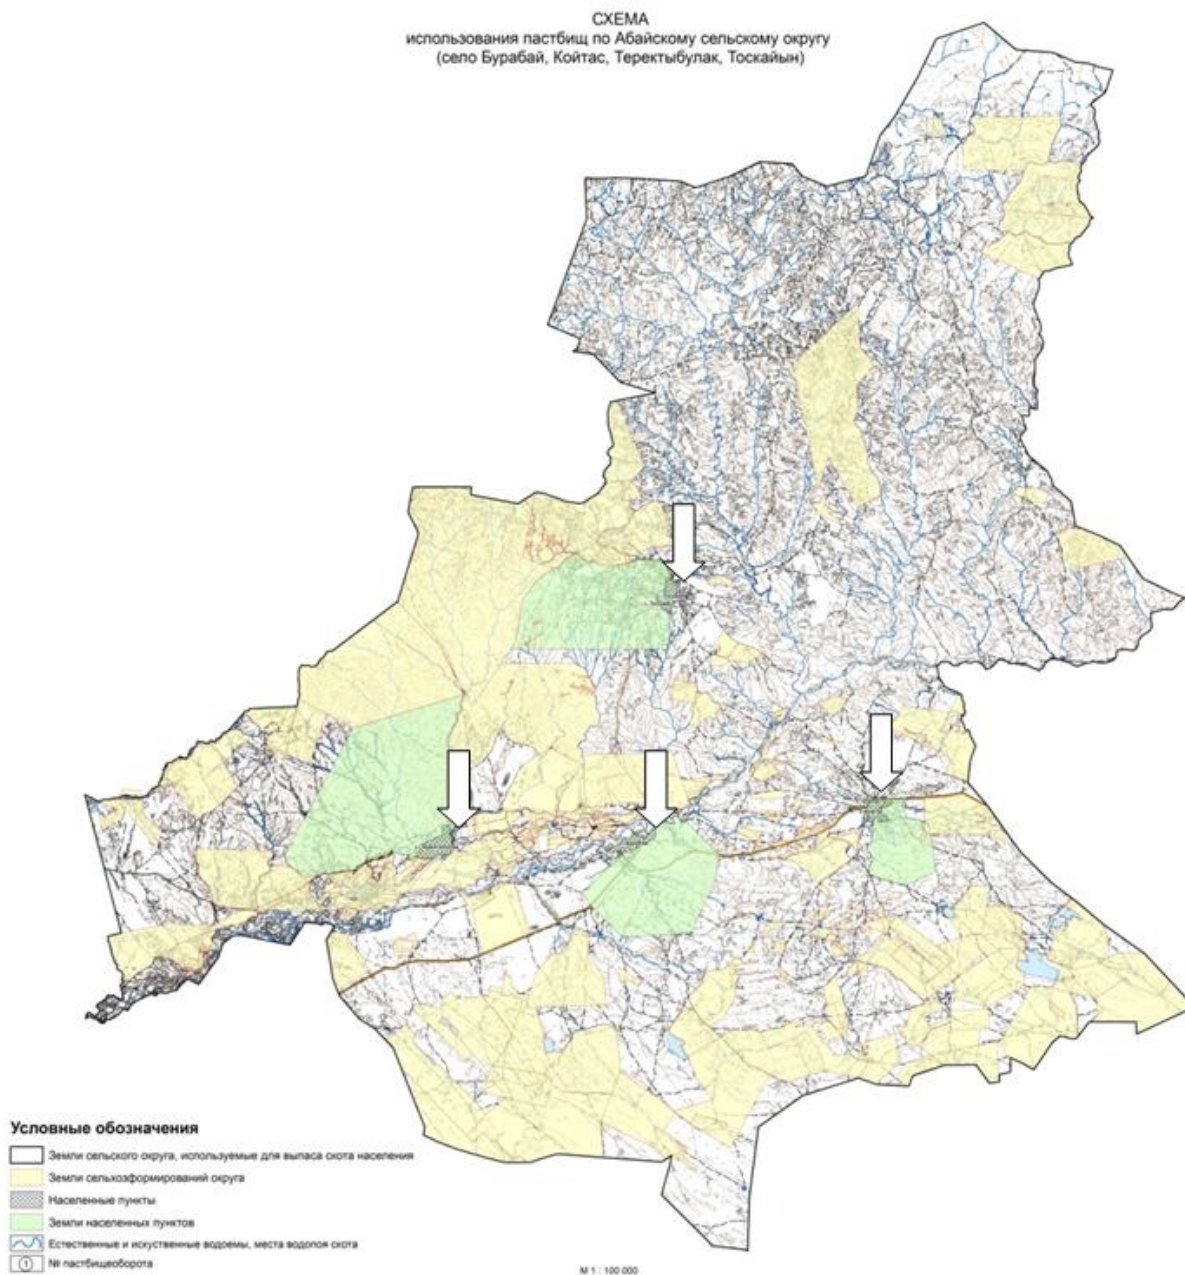 СХЕМА
использования пастбищ по Абайскому сельскому округу
(село Бурабай, Койтас, Теректыбулак, Тоскайын)
Условные обозначения
Земли сельского округа, используемые для выпаса скота населения
Земли сельхозформирований округа
Населенные пункты
Земли населенных пунктов
Естественные и искуственные водоемы, места водопоя скота
1 № пастбищеоборота
М 1 : 100 000